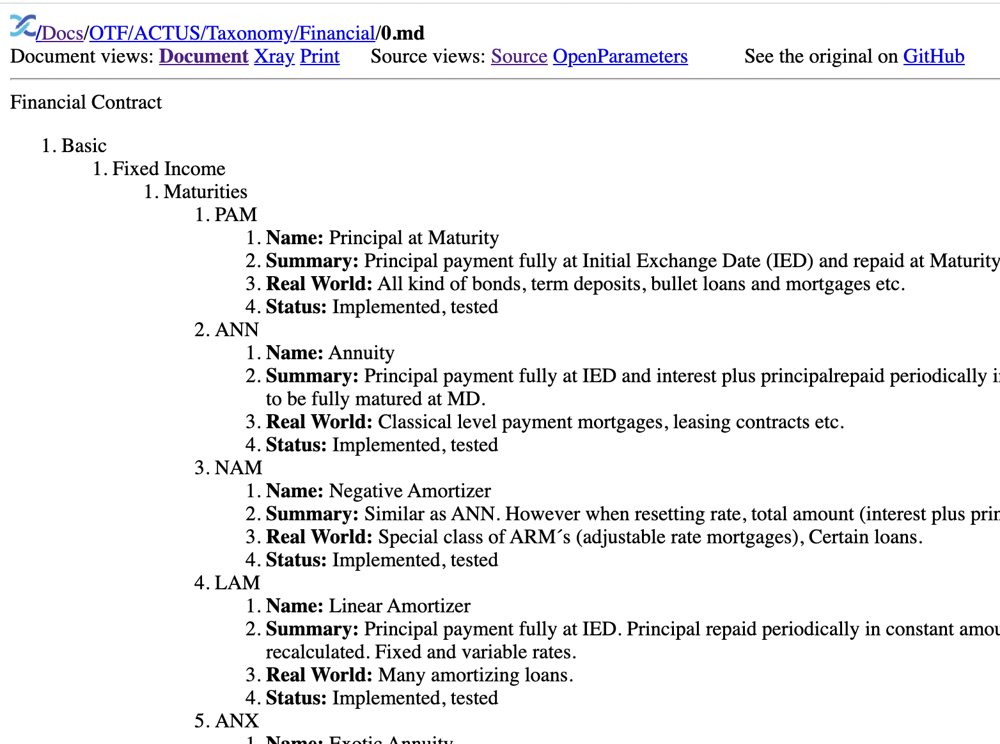 /Docs/OTF/ACTUS/Taxonomy/Financial/0.md
Document views: Document Xray Print Source views: Source OpenParameters See the original on GitHub
Financial Contract
1. Basic
1. Fixed Income
1. Maturities
1. PAM
1. Name: Principal at Maturity
2. Summary: Principal payment fully at Initial Exchange Date (IED) and repaid at Maturity
3. Real World: All kind of bonds, term deposits, bullet loans and mortgages etc.
4. Status: Implemented, tested
2. ANN
1. Name: Annuity
2. Summary: Principal payment fully at IED and interest plus principalrepaid periodically
to be fully matured at MD.
3. Real World: Classical level payment mortgages, leasing contracts etc.
4. Status: Implemented, tested
3. NAM
1. Name: Negative Amortizer
2. Summary: Similar as ANN. However when resetting rate, total amount (interest plus
3. Real World: Special class of ARM´s (adjustable rate mortgages), Certain loans.
4. Status: Implemented, tested
4. LAM
1. Name: Linear Amortizer
2. Summary: Principal payment fully at IED. Principal repaid periodically in constant
recalculated. Fixed and variable rates.
3. Real World: Many amortizing loans.
4. Status: Implemented, tested
5. ANX
1. Name: Exotic Annuity